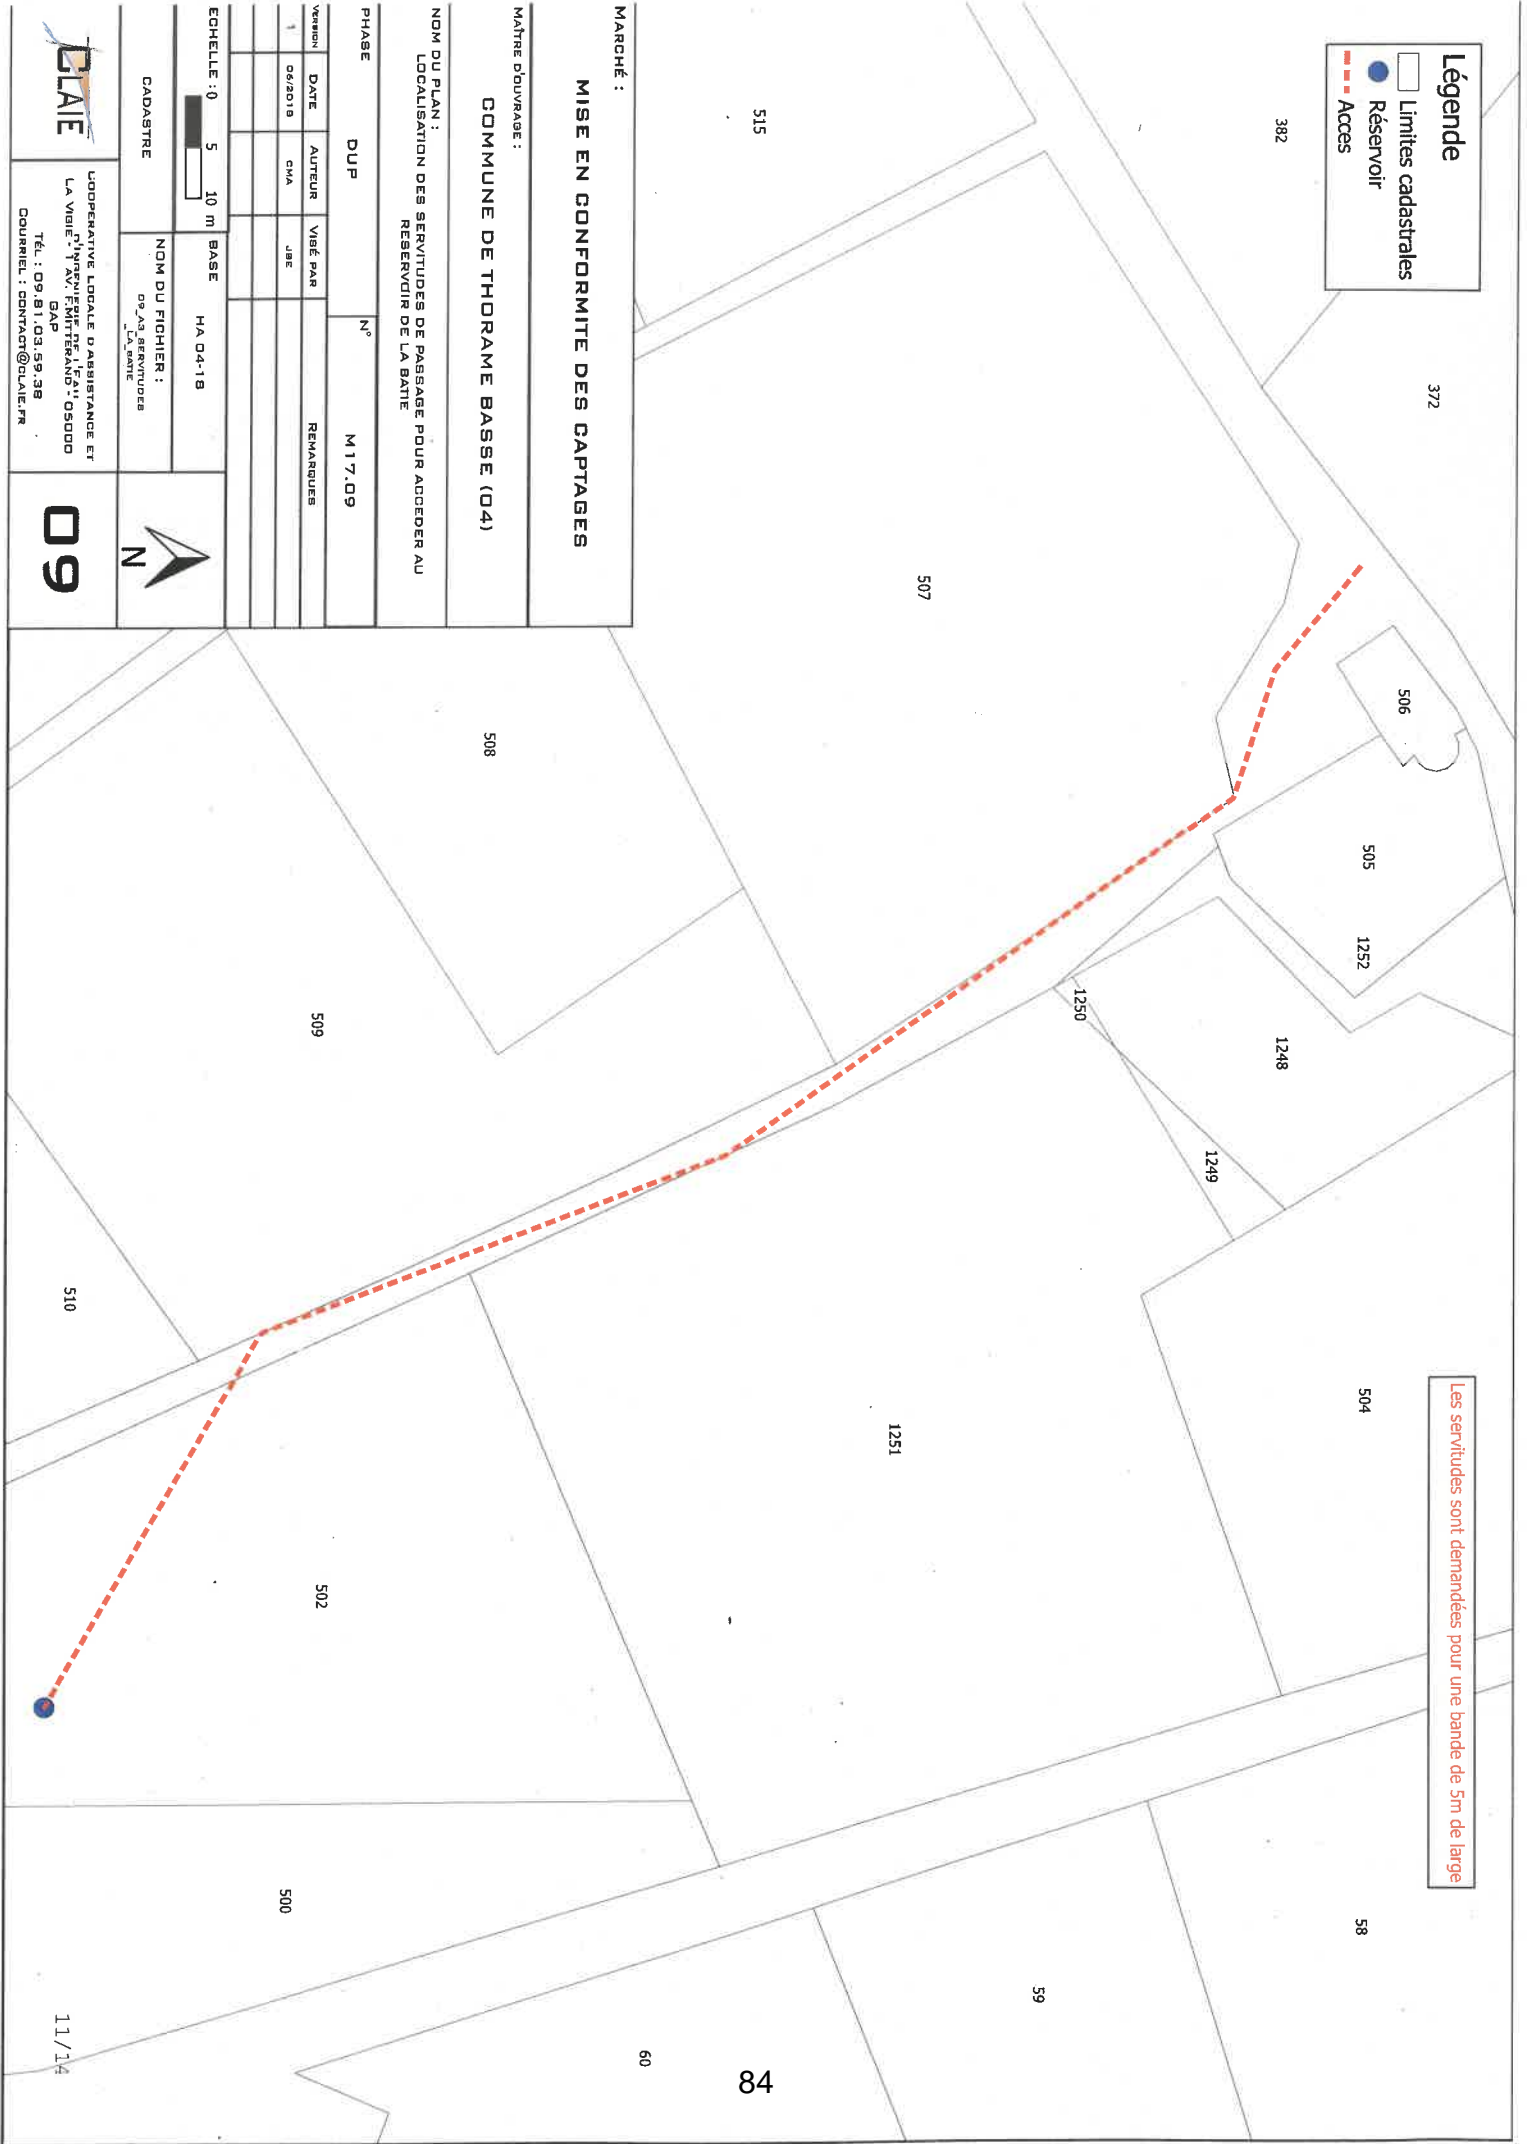 Légende
Limites cadastrales
Réservoir
Acces
Les servitudes sont demandées pour une bande de 5m de large
382
372
515
507
506
505
1252
1250
1248
1249
504
508
509
510
1251
502
500
58
59
60
MARCHÉ :
MISE EN CONFORMITE DES CAPTAGES
MAÎTRE D'OUVRAGE :
COMMUNE DE THORAME BASSE (04)
NOM DU PLAN :
LOCALISATION DES SERVITUDES DE PASSAGE POUR ACCEDER AU
RESERVOIR DE LA BATIE
PHASE
DUP
N°
M17.09
VERSION DATE AUTEUR VISÉ PAR REMARQUES
1 06/2018 CMA JBE
ECHELLE : 0 5 10 m
BASE
HA 04-18
CADASTRE
NOM DU FICHIER :
09_A3_SERVITUDES
_LA_BATIE
N
CLAIE
COOPERATIVE LOCALE D'ASSISTANCE ET
D'INGENIERIE DE L'EAU
LA VIGIE - 1 AV. F.MITTERAND - 05000
GAP
TÉL : 09.81.03.59.38
COURRIEL : CONTACT@CLAIE.FR
09
11/14
84